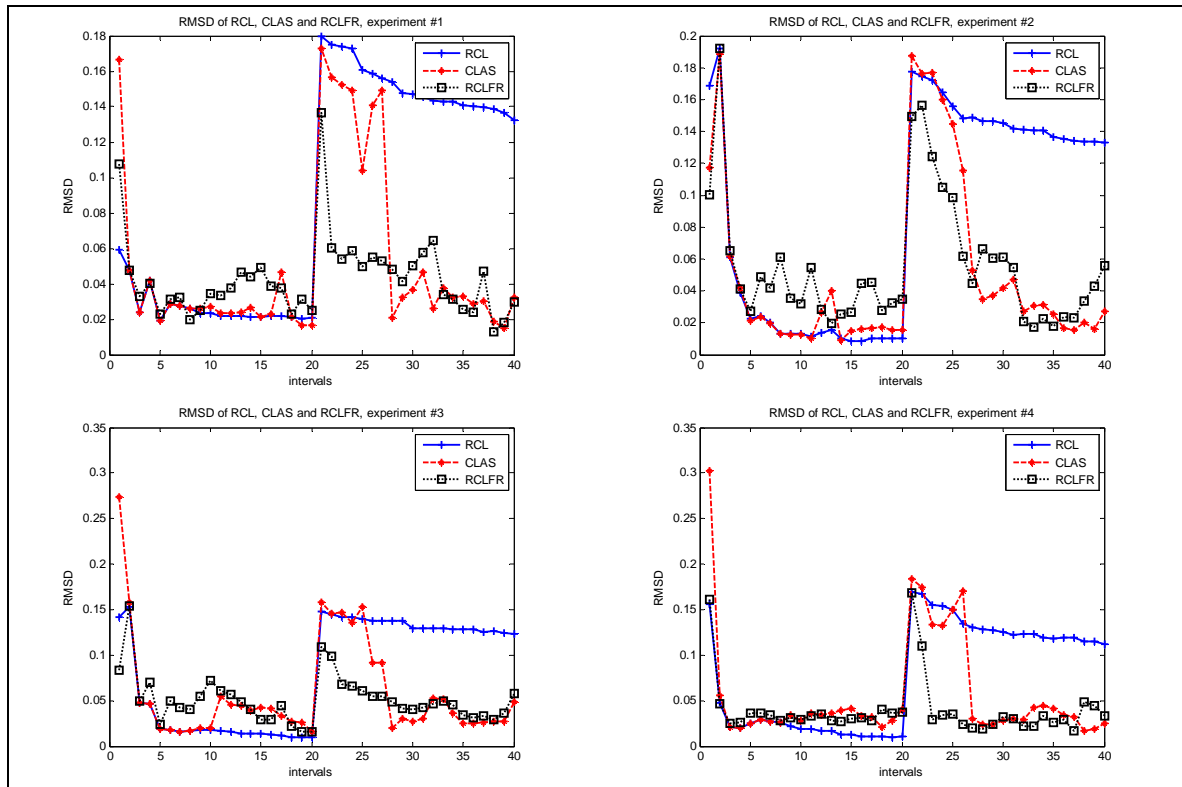 RMSD of RCL, CLAS and RCLFR, experiment #1
0.18
0.16
0.14
0.12
0.1
0.08
0.06
0.04
0.02
0
RMSD
RCL
CLAS
RCLFR
0 5 10 15 20 25 30 35 40
intervals
RMSD of RCL, CLAS and RCLFR, experiment #2
0.2
0.18
0.16
0.14
0.12
0.1
0.08
0.06
0.04
0.02
0
RMSD
RCL
CLAS
RCLFR
0 5 10 15 20 25 30 35 40
intervals
RMSD of RCL, CLAS and RCLFR, experiment #3
0.35
0.3
0.25
0.2
0.15
0.1
0.05
0
RMSD
RCL
CLAS
RCLFR
0 5 10 15 20 25 30 35 40
intervals
RMSD of RCL, CLAS and RCLFR, experiment #4
0.35
0.3
0.25
0.2
0.15
0.1
0.05
0
RMSD
RCL
CLAS
RCLFR
0 5 10 15 20 25 30 35 40
intervals